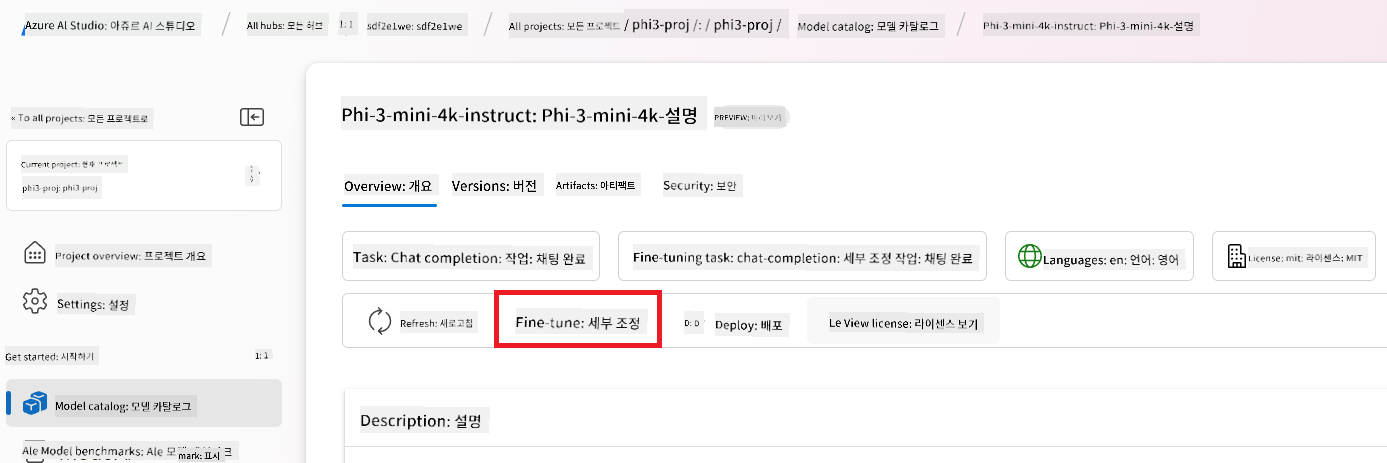 Azure AI Studio: 아쥬르 AI 스튜디오 / All hubs: 모든 허브 1: 1 sdf2e1we: sdf2e1we / All projects: 모든 프로젝트 / phi3-proj /: / phi3-proj / Model catalog: 모델 카탈로그 / Phi-3-mini-4k-instruct: Phi-3-mini-4k-설명
« To all projects: 모든 프로젝트로
Current project: 현재 프로젝트
phi3-proj: phi3-proj
Project overview: 프로젝트 개요
Settings: 설정
Get started: 시작하기 1: 1
Model catalog: 모델 카탈로그
Ale Model benchmarks: Ale
mark: 표시
Phi-3-mini-4k-instruct: Phi-3-mini-4k-설명 PREVIEW: 미리 보기
Overview: 개요 Versions: 버전 Artifacts: 아티팩트 Security: 보안
Task: Chat completion: 작업: 채팅 완료 Fine-tuning task: chat-completion: 세부 조정 작업: 채팅 완료 Languages: en: 언어: 영어 License: mit: 라이센스: MIT
Refresh: 새로고침 Fine-tune: 세부 조정 D: D Deploy: 배포 Le View license: 라이센스 보기
Description: 설명